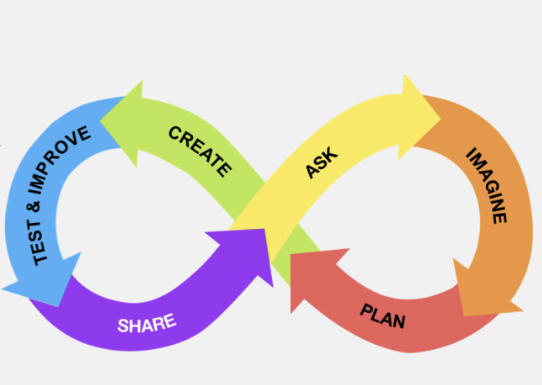 ASK
IMAGINE
PLAN
CREATE
TEST & IMPROVE
SHARE